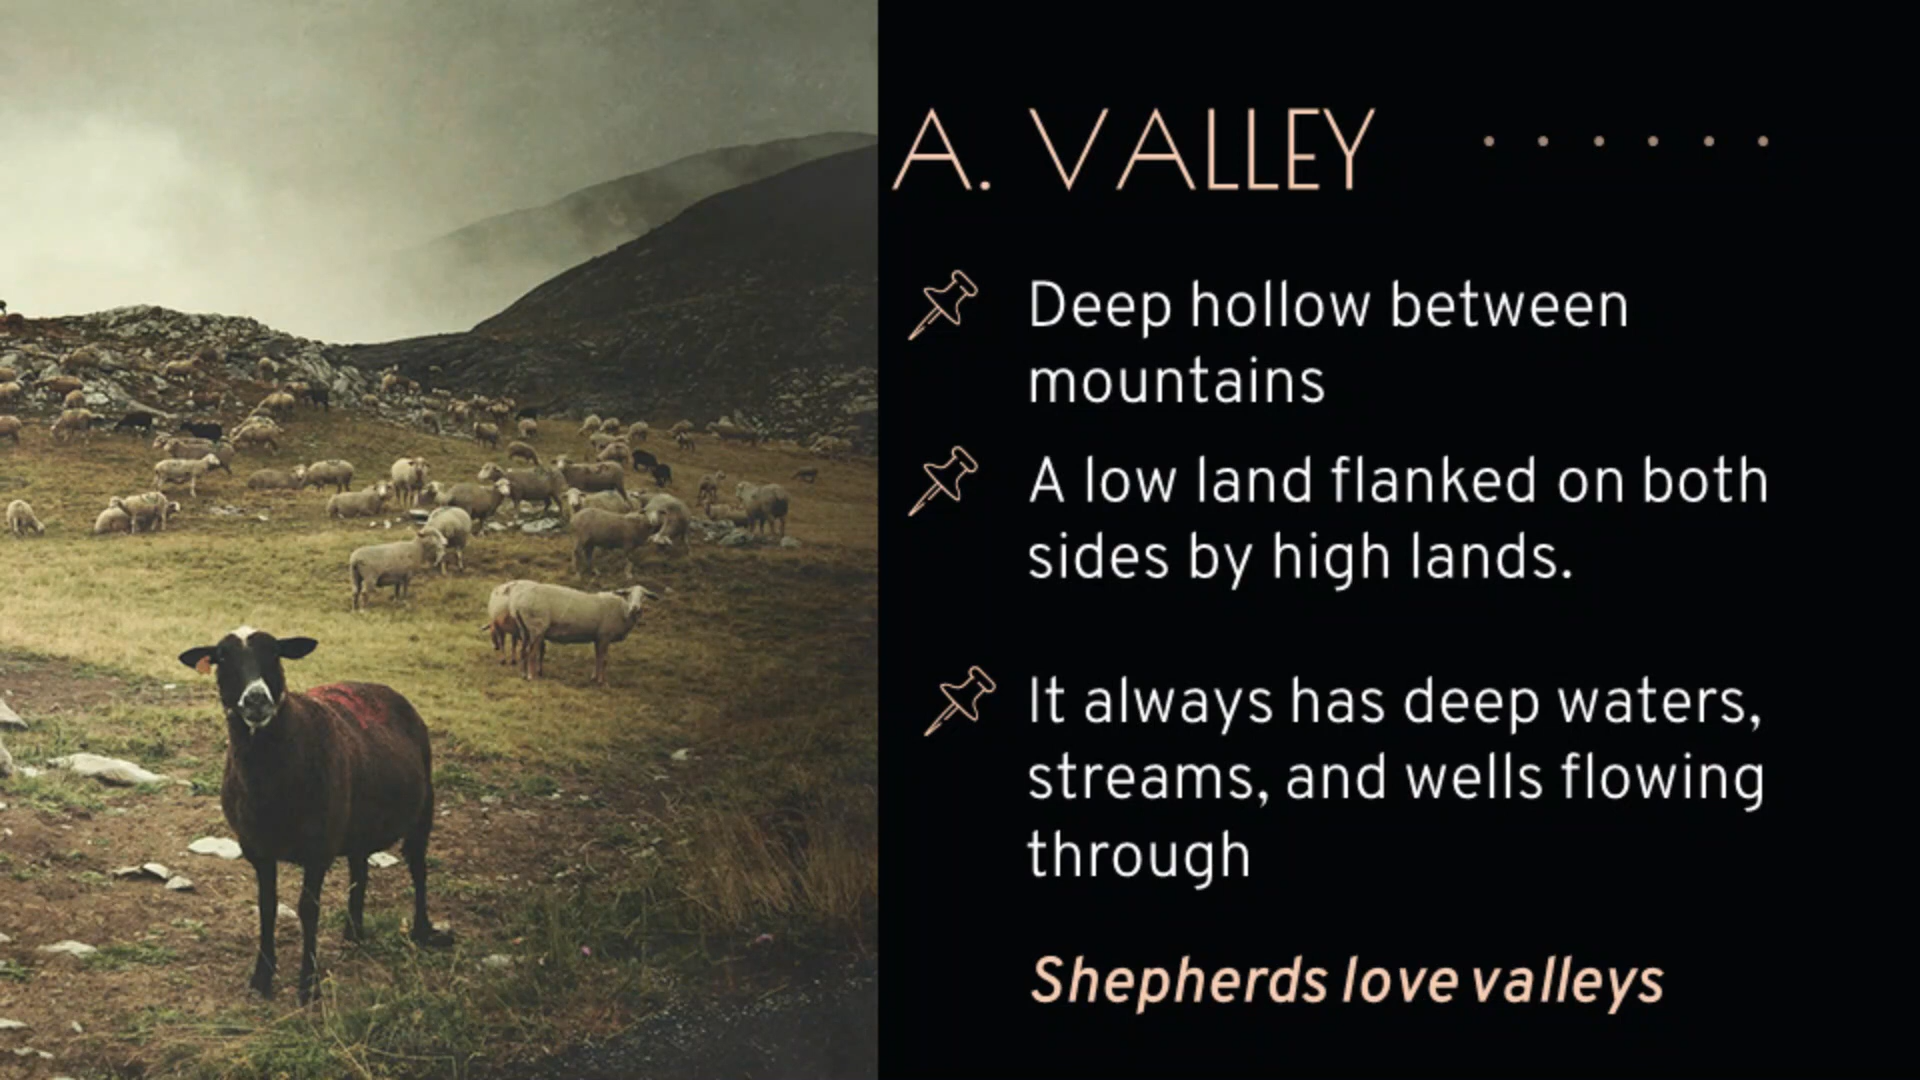 A. VALLEY
Deep hollow between
mountains
A low land flanked on both
sides by high lands.
It always has deep waters,
streams, and wells flowing
through
Shepherds love valleys